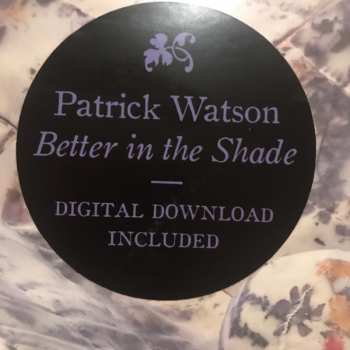 Patrick Watson
Better in the Shade
DIGITAL DOWNLOAD
INCLUDED